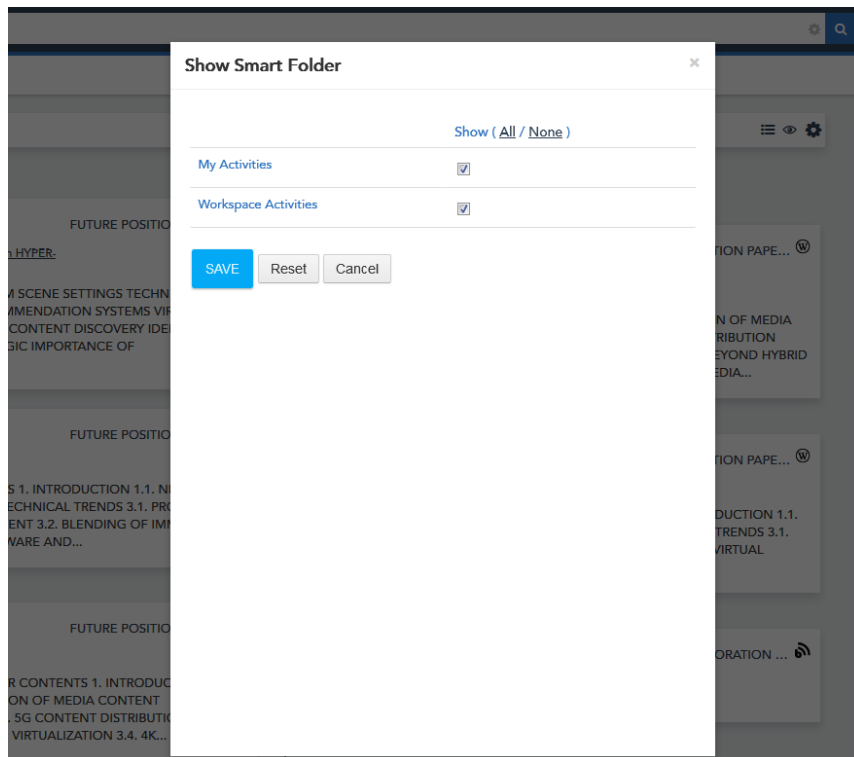 Show Smart Folder
Show ( All / None )
My Activities
Workspace Activities
SAVE Reset Cancel
FUTURE POSITIO
HYPER-
M SCENE SETTINGS TECHN
MMENDATION SYSTEMS VIR
CONTENT DISCOVERY IDE
GIC IMPORTANCE OF
FUTURE POSITIO
S 1. INTRODUCTION 1.1. NE
ECHNICAL TRENDS 3.1. PRO
ENT 3.2. BLENDING OF IMM
WARE AND...
FUTURE POSITIO
R CONTENTS 1. INTRODUC
ON OF MEDIA CONTENT
. 5G CONTENT DISTRIBUTIO
VIRTUALIZATION 3.4. 4K...
TION PAPE...
N OF MEDIA
RIBUTION
EYOND HYBRID
EDIA...
TION PAPE...
DUCTION 1.1.
TRENDS 3.1.
VIRTUAL
ORATION ...